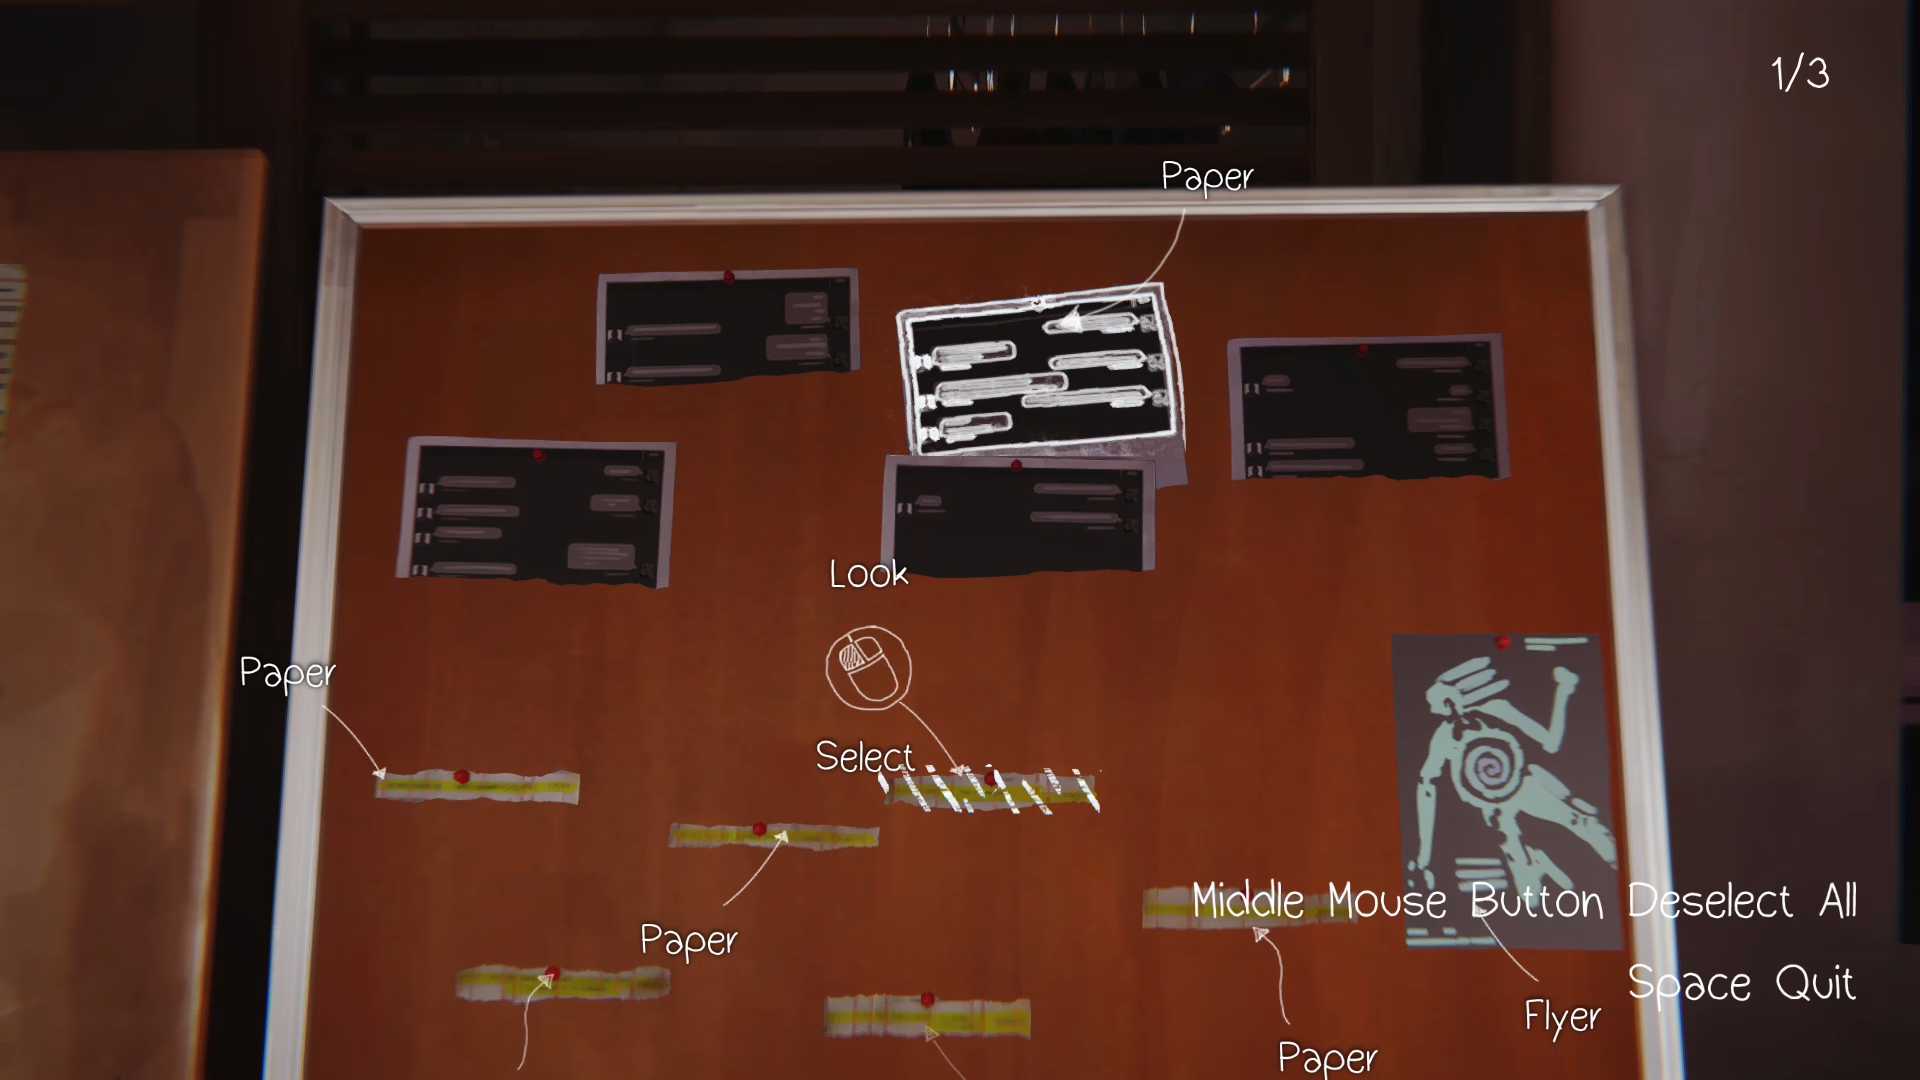 1/3
Paper
Look
Paper
Select
Middle Mouse Button Deselect All
Paper
Space Quit
Flyer
Paper